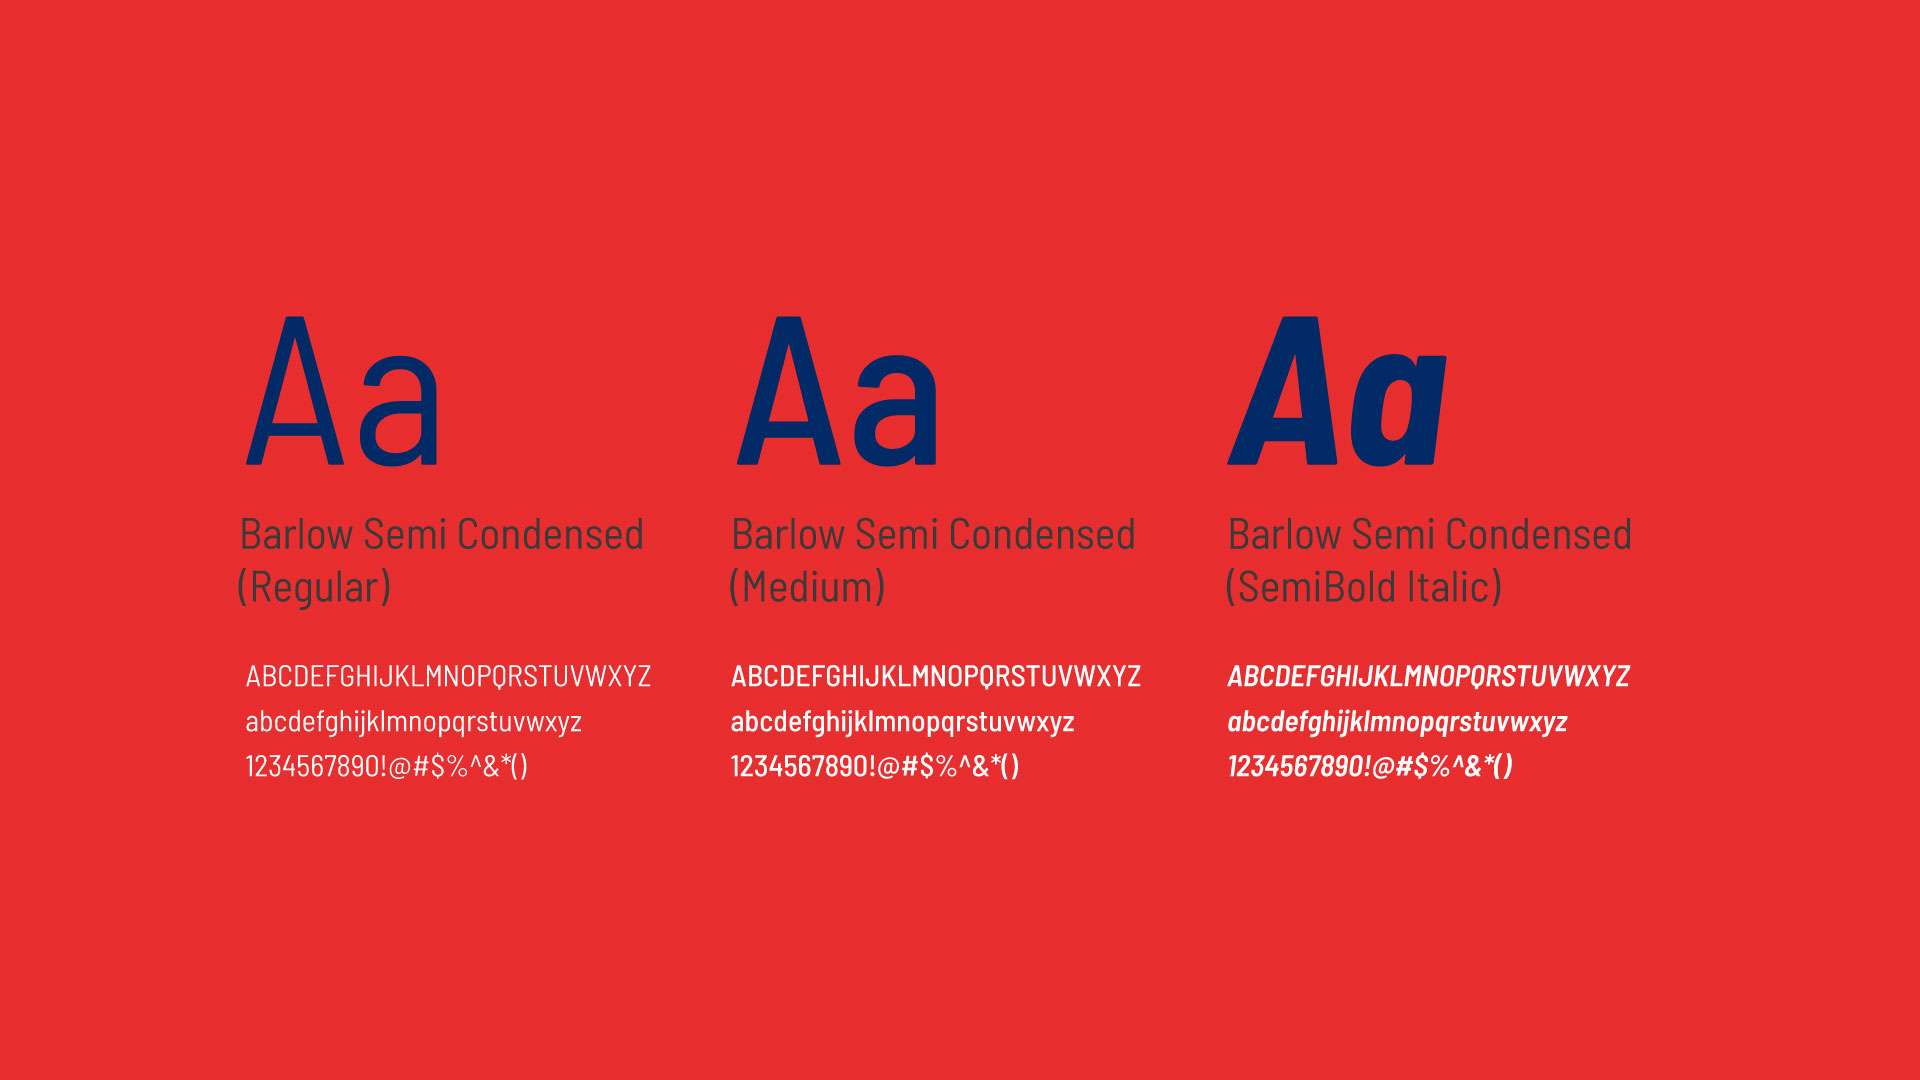 Aa
Barlow Semi Condensed
(Regular)
ABCDEFGHIJKLMNOPQRSTUVWXYZ
abcdefghijklmnopqrstuvwxyz
1234567890!@#$%^&*()
Aa
Barlow Semi Condensed
(Medium)
ABCDEFGHIJKLMNOPQRSTUVWXYZ
abcdefghijklmnopqrstuvwxyz
1234567890!@#$%^&*()
Aa
Barlow Semi Condensed
(SemiBold Italic)
ABCDEFGHIJKLMNOPQRSTUVWXYZ
abcdefghijklmnopqrstuvwxyz
1234567890!@#$%^&*()